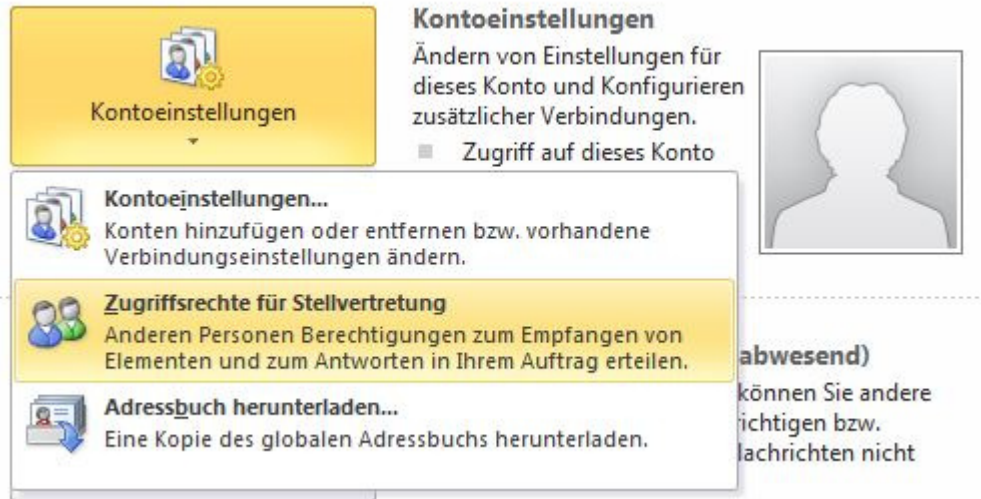 Kontoeinstellungen
Kontoeinstellungen
Ändern von Einstellungen für
dieses Konto und Konfigurieren
zusätzlicher Verbindungen.
Zugriff auf dieses Konto
Kontoeinstellungen...
Konten hinzufügen oder entfernen bzw. vorhandene
Verbindungseinstellungen ändern.
Zugriffsrechte für Stellvertretung
Anderen Personen Berechtigungen zum Empfangen von
Elementen und zum Antworten in Ihrem Auftrag erteilen.
Adressbuch herunterladen...
Eine Kopie des globalen Adressbuchs herunterladen.
abwesend)
können Sie andere
richtigen bzw.
lachrichten nicht